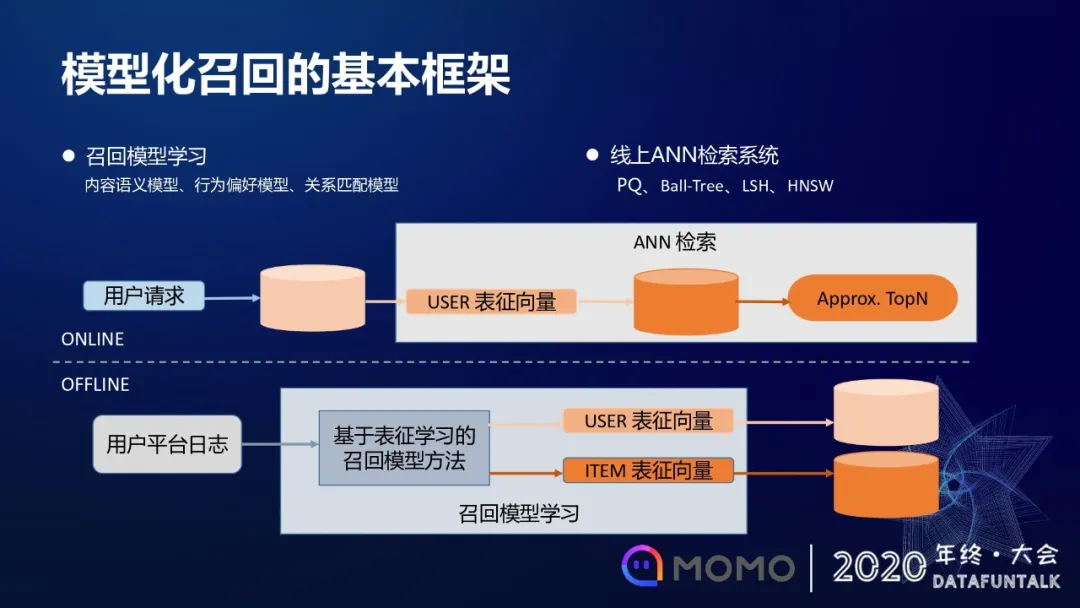 模型化召回的基本框架
● 召回模型学习
内容语义模型、行为偏好模型、关系匹配模型
● 线上ANN检索系统
PQ、Ball-Tree、LSH、HNSW
ANN 检索
用户请求
USER 表征向量
Approx. TopN
ONLINE
OFFLINE
用户平台日志
基于表征学习的
召回模型方法
USER 表征向量
ITEM 表征向量
召回模型学习
MOMO
2020 年终·大会
DATAFUNTALK